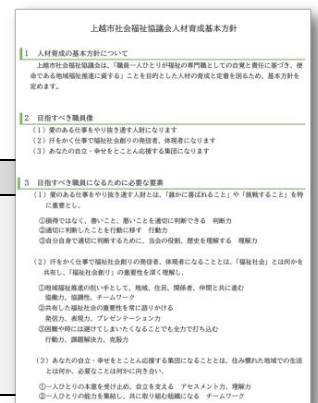 上越市社会福祉協議会人材育成基本方針
1 人材育成の基本方針について
上越市社会福祉協議会は、「職員一人ひとりが福祉の専門職としての自覚と責任に基づき、使
命である地域福祉推進に資する」ことを目的とした人材の育成と定着を図るため、基本方針を
定めます。
2 目指すべき職員像
（1）愛のある仕事をやり抜き通す人財になります
（2）汗をかく仕事で福祉社会創りの発信者、体現者になります
（3）あなたの自立・幸せをとことん応援する集団になります
3 目指すべき職員になるために必要な要素
（1）愛のある仕事をやり抜き通す人財とは、「誰かに喜ばれること」や「挑戦すること」を特
に重要とし、
①損得ではなく、善いこと、悪いことを適切に判断できる 判断力
②適切に判断したことを行動に移す 行動力
③自分自身で適切に判断するために、当会の役割、歴史を理解する 理解力
（2）汗をかく仕事で福祉社会創りの発信者、体現者になることとは、「福祉社会」とは何かを
共有し、「福祉社会創り」の重要性を深く理解し、
①地域福祉推進の担い手として、地域、住民、関係者、仲間と共に進む
協働力、協調性、チームワーク
②共有した福祉社会の重要性を常に語りかける
発信力、表現力、プレゼンテーション力
③困難や時には避けてしまいたくなることでも全力で打ち込む
行動力、課題解決力、克服力
（3）あなたの自立・幸せをとことん応援する集団になることとは、住み慣れた地域での生活
とは何か、必要なことは何かに向き合い、
①一人ひとりの本意を受け止め、自立を支える アセスメント力、理解力
②一人ひとりの能力を集結し、共に取り組む組織になる チームワーク